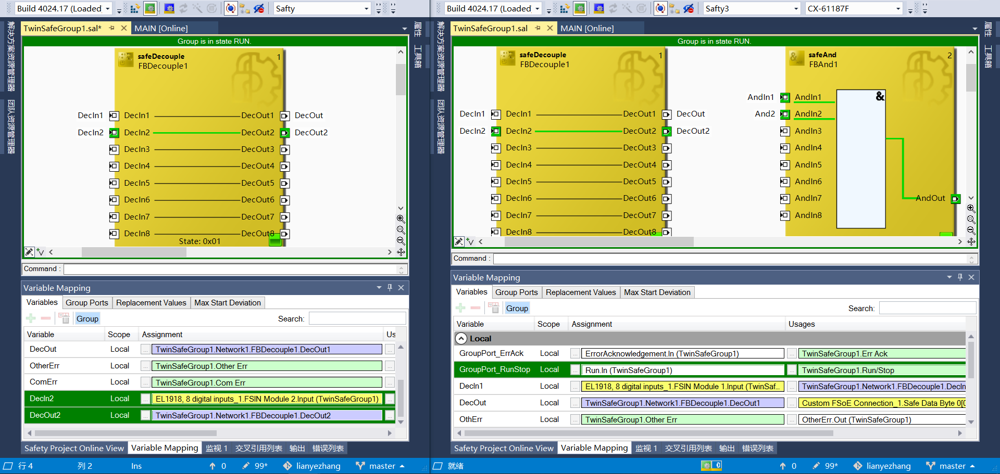 Build 4024.17 (Loaded)
Safty
解决方案资源管理器
团队资源管理器
TwinSafeGroup1.sal*
MAIN [Online]
属性
工具箱
Group is in state RUN.
safeDecouple
1
FBDecouple1
DecIn1
DecIn1
DecOut1
DecOut
DecIn2
DecIn2
DecOut2
DecOut2
DecIn3
DecOut3
DecIn4
DecOut4
DecIn5
DecOut5
DecIn6
DecOut6
DecIn7
DecOut7
DecIn8
DecOut8
State: 0x01
Command :
Variable Mapping
Variables
Group Ports
Replacement Values
Max Start Deviation
Group
Search:
Variable
Scope
Assignment
Us
DecOut
Local
... TwinSafeGroup1.Network1.FBDecouple1.DecOut1 ...
OtherErr
Local
... TwinSafeGroup1.Other Err ...
ComErr
Local
... TwinSafeGroup1.Com Err ...
DecIn2
Local
... EL1918, 8 digital inputs_1.FSIN Module 2.Input (TwinSafeGroup1) ...
DecOut2
Local
... TwinSafeGroup1.Network1.FBDecouple1.DecOut2 ...
Safety Project Online View
Variable Mapping
监视 1
交叉引用列表
输出
错误列表
行 4
列 2
Ins
0
99*
lianyezhang
master
Build 4024.17 (Loaded)
Safty3
CX-61187F
解决方案资源管理器
团队资源管理器
TwinSafeGroup1.sal
MAIN [Online]
属性
工具箱
Group is in state RUN.
safeDecouple
1
FBDecouple1
DecIn1
DecIn1
DecOut1
DecOut
DecIn2
DecIn2
DecOut2
DecOut2
DecIn3
DecOut3
DecIn4
DecOut4
DecIn5
DecOut5
DecIn6
DecOut6
DecIn7
DecOut7
DecIn8
DecOut8
safeAnd
2
FBAnd1
&
AndIn1
AndIn1
And2
AndIn2
AndIn3
AndIn4
AndIn5
AndIn6
AndIn7
AndIn8
AndOut
Command :
Variable Mapping
Variables
Group Ports
Replacement Values
Max Start Deviation
Group
Search:
Variable
Scope
Assignment
Usages
Local
GroupPort_ErrAck
Local
... ErrorAcknowledgement.In (TwinSafeGroup1)
... TwinSafeGroup1.Err Ack
GroupPort_RunStop
Local
... Run.In (TwinSafeGroup1)
... TwinSafeGroup1.Run/Stop
DecIn1
Local
... EL1918, 8 digital inputs_1.FSIN Module 1.Input (TwinSaf...
... TwinSafeGroup1.Network1.FBDecouple1.DecIn
DecOut
Local
... TwinSafeGroup1.Network1.FBDecouple1.DecOut1
... Custom FSoE Connection_1.Safe Data Byte 0[0
OthErr
Local
... TwinSafeGroup1.Other Err
... OtherErr.Out (TwinSafeGroup1)
Safety Project Online View
Variable Mapping
监视 1
交叉引用列表
输出
错误列表
就绪
0
0
99*
lianyezhang
master